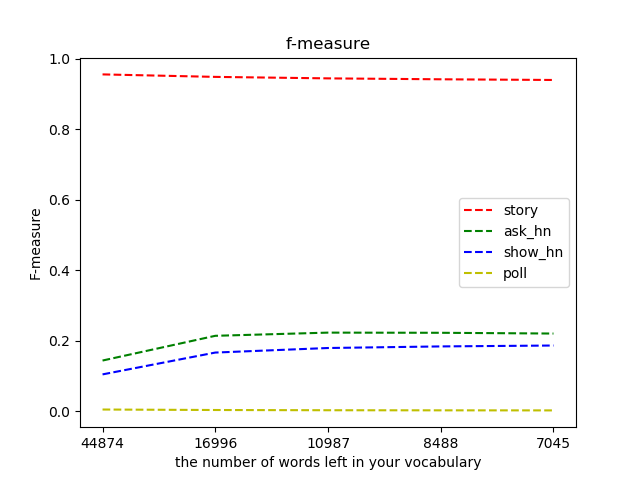 f-measure
F-measure
1.0
0.8
0.6
0.4
0.2
0.0
story
ask_hn
show_hn
poll
44874 16996 10987 8488 7045
the number of words left in your vocabulary